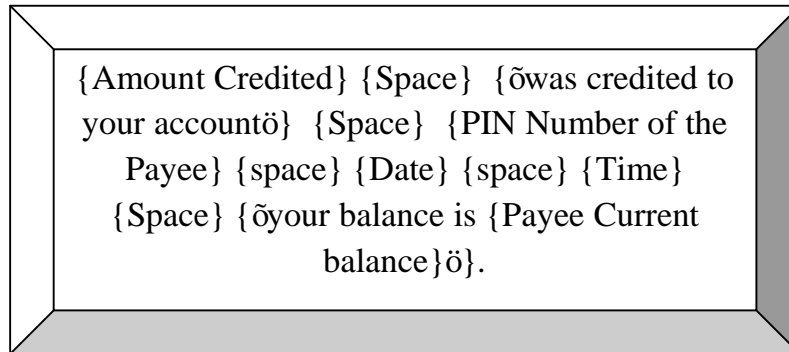 {Amount Credited} {Space} {õwas credited to
your accountö} {Space} {PIN Number of the
Payee} {space} {Date} {space} {Time}
{Space} {õyour balance is {Payee Current
balance}ö}.